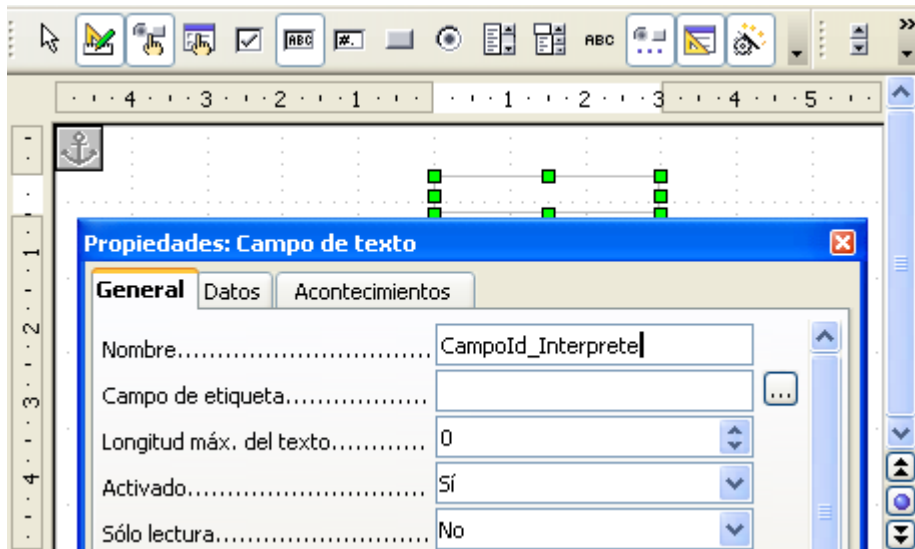 ABC #. ABC
4 3 2 1 1 2 3 4 5
Propiedades: Campo de texto
General Datos Acontecimientos
Nombre............................... CampoId_Interprete
Campo de etiqueta.................. ...
Longitud máx. del texto............ 0
Activado............................. Sí
Sólo lectura.......................... No
1
2
3
4